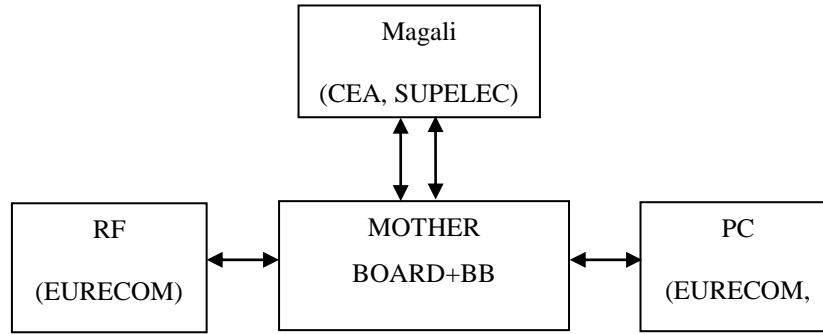 Magali
(CEA, SUPELEC)
RF
(EURECOM)
MOTHER
BOARD+BB
PC
(EURECOM,